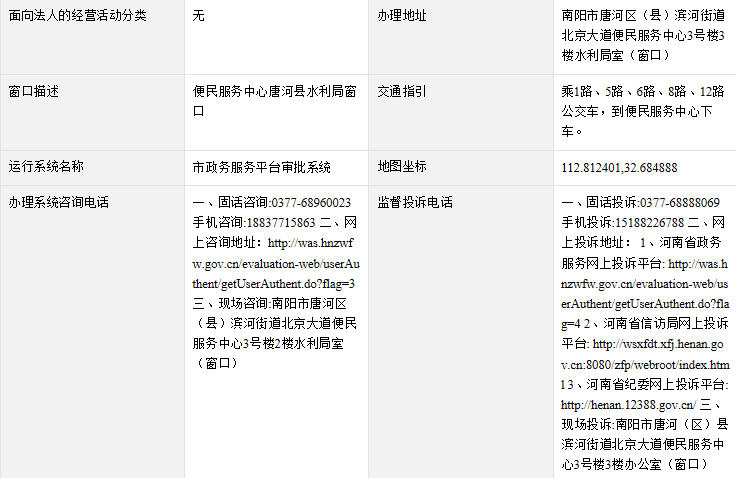 面向法人的经营活动分类
无
办理地址
南阳市唐河区（县）滨河街道
北京大道便民服务中心3号楼3
楼水利局室（窗口）
窗口描述
便民服务中心唐河县水利局窗
口
交通指引
乘1路、5路、6路、8路、12路
公交车，到便民服务中心下
车。
运行系统名称
市政务服务平台审批系统
地图坐标
112.812401,32.684888
办理系统咨询电话
一、固话咨询:0377-68960023
手机咨询:18837715863 二、网
上咨询地址：http://was.hnzwf
w.gov.cn/evaluation-web/userAu
thent/getUserAuthent.do?flag=3
三、现场咨询:南阳市唐河区
（县）滨河街道北京大道便民
服务中心3号楼2楼水利局室
（窗口）
监督投诉电话
一、固话投诉:0377-68888069
手机投诉:15188226788 二、网
上投诉地址： 1、河南省政务
服务网上投诉平台: http://was.h
nzwfw.gov.cn/evaluation-web/us
erAuthent/getUserAuthent.do?fla
g=4 2、河南省信访局网上投诉
平台: http://wsxfdt.xfj.henan.go
v.cn:8080/zfp/webroot/index.htm
l 3、河南省纪委网上投诉平台:
http://henan.12388.gov.cn/ 三、
现场投诉:南阳市唐河（区）县
滨河街道北京大道便民服务中
心3号楼3楼办公室（窗口）